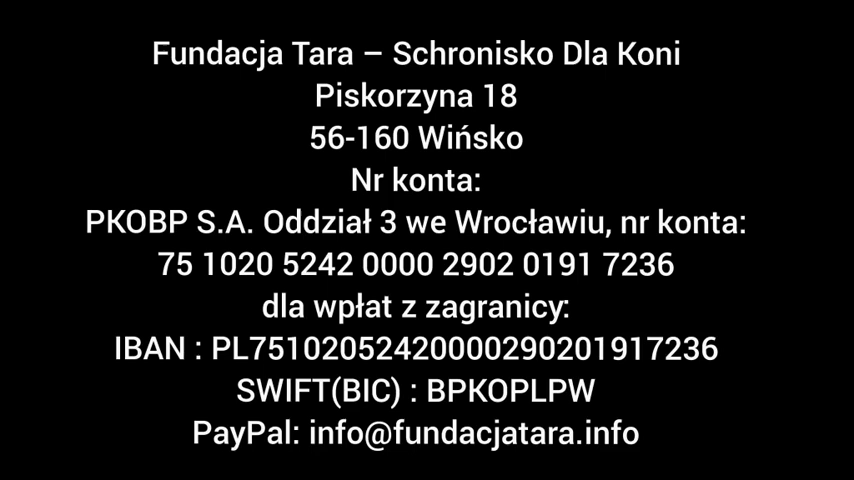 Fundacja Tara – Schronisko Dla Koni
Piskorzyna 18
56-160 Wińsko
Nr konta:
PKOBP S.A. Oddział 3 we Wrocławiu, nr konta:
75 1020 5242 0000 2902 0191 7236
dla wpłat z zagranicy:
IBAN : PL75102052420000290201917236
SWIFT(BIC) : BPKOPLPW
PayPal: info@fundacjatara.info